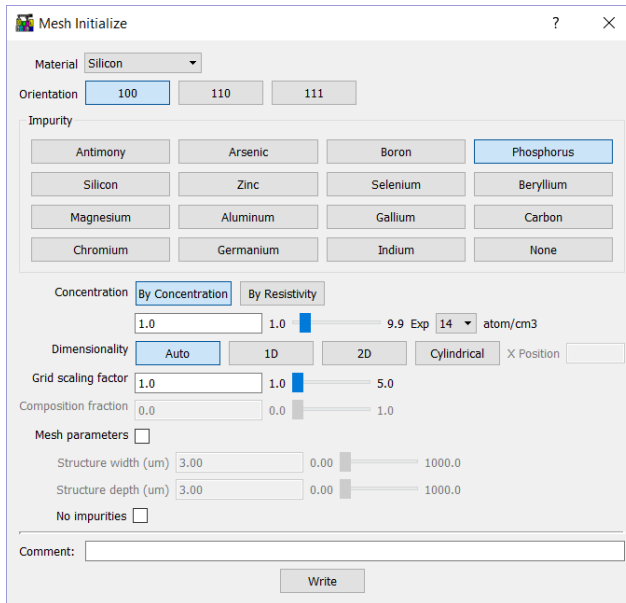 Mesh Initialize ?
Material Silicon
Orientation 100 110 111
Impurity
Antimony Arsenic Boron Phosphorus
Silicon Zinc Selenium Beryllium
Magnesium Aluminum Gallium Carbon
Chromium Germanium Indium None
Concentration By Concentration By Resistivity
1.0 1.0 9.9 Exp 14 atom/cm3
Dimensionality Auto 1D 2D Cylindrical X Position
Grid scaling factor 1.0 1.0 5.0
Composition fraction 0.0 0.0 1.0
Mesh parameters
Structure width (um) 3.00 0.00 1000.0
Structure depth (um) 3.00 0.00 1000.0
No impurities
Comment:
Write